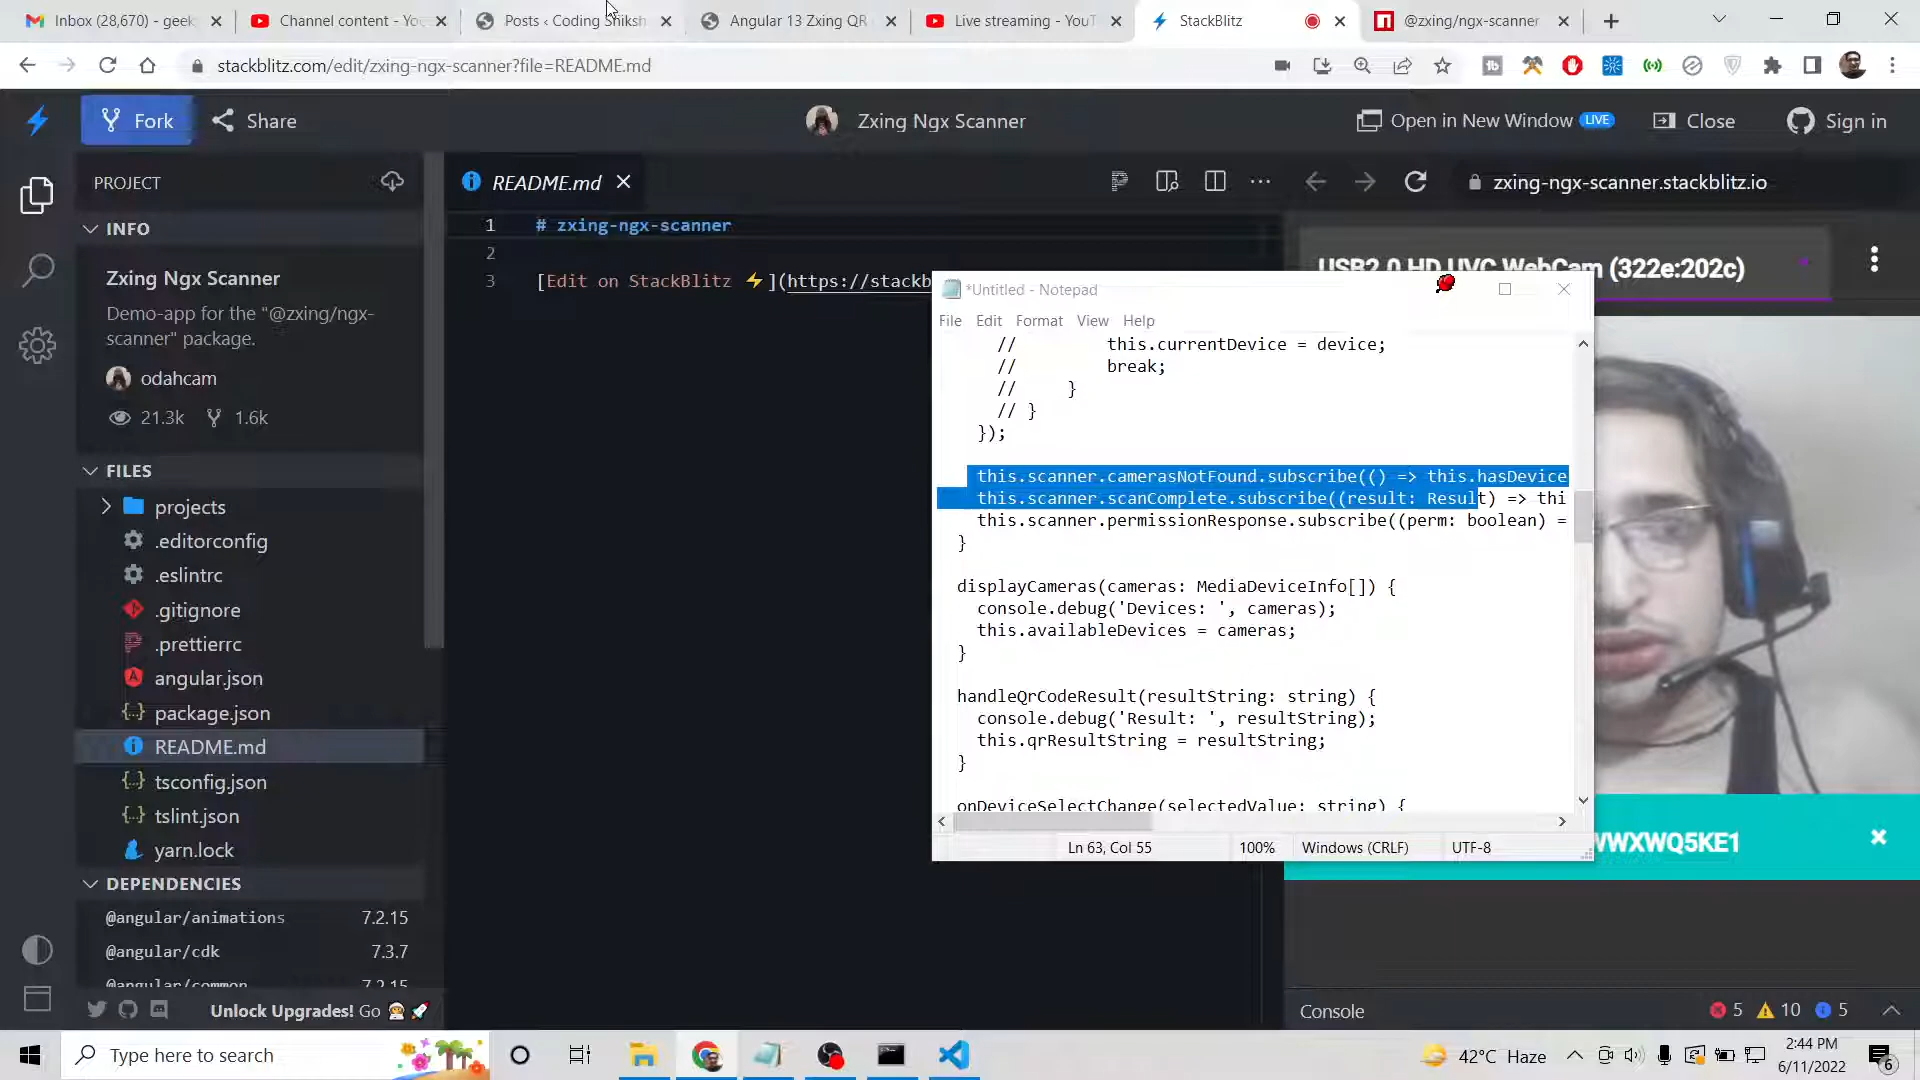 Inbox (28,670) - geek
Channel content - You
Posts ‹ Coding Shiksh
Angular 13 Zxing QR
Live streaming - YouT
StackBlitz
@zxing/ngx-scanner
stackblitz.com/edit/zxing-ngx-scanner?file=README.md
Fork
Share
Zxing Ngx Scanner
Open in New Window LIVE
Close
Sign in
PROJECT
README.md
zxing-ngx-scanner.stackblitz.io
INFO
Zxing Ngx Scanner
Demo-app for the "@zxing/ngx-
scanner" package.
odahcam
21.3k 1.6k
FILES
projects
.editorconfig
.eslintrc
.gitignore
.prettierrc
angular.json
package.json
README.md
tsconfig.json
tslint.json
yarn.lock
DEPENDENCIES
@angular/animations 7.2.15
@angular/cdk 7.3.7
@angular/common 7.2.15
Unlock Upgrades! Go
1 # zxing-ngx-scanner
2
3 [Edit on StackBlitz ⚡](https://stackb
USB2.0 HD UVC WebCam (322e:202c)
*Untitled - Notepad
File Edit Format View Help
// this.currentDevice = device;
// break;
// }
// }
});
this.scanner.camerasNotFound.subscribe(() => this.hasDevice
this.scanner.scanComplete.subscribe((result: Result) => thi
this.scanner.permissionResponse.subscribe((perm: boolean) =
}
displayCameras(cameras: MediaDeviceInfo[]) {
console.debug('Devices: ', cameras);
this.availableDevices = cameras;
}
handleQrCodeResult(resultString: string) {
console.debug('Result: ', resultString);
this.qrResultString = resultString;
}
onDeviceSelectChange(selectedValue: string) {
Ln 63, Col 55
100%
Windows (CRLF)
UTF-8
WXWQ5KE1
Console
5 10 5
Type here to search
42°C Haze
2:44 PM
6/11/2022
6